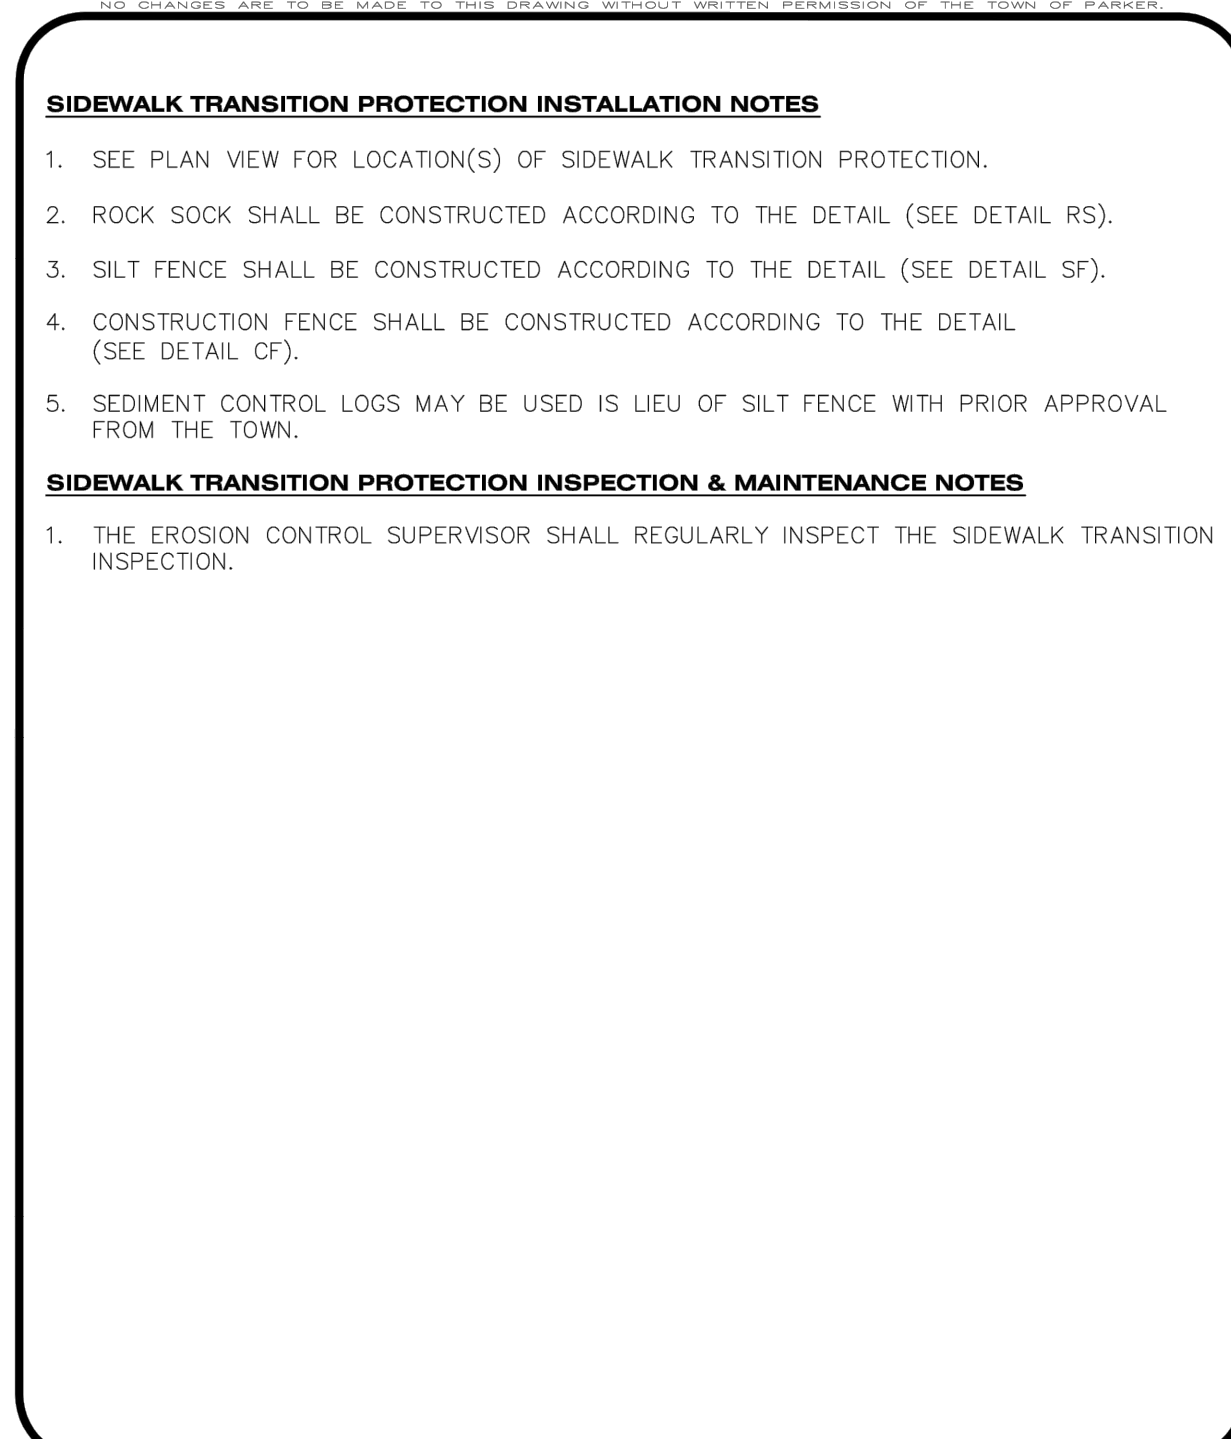 NO CHANGES ARE TO BE MADE TO THIS DRAWING WITHOUT WRITTEN PERMISSION OF THE TOWN OF PARKER.
SIDEWALK TRANSITION PROTECTION INSTALLATION NOTES
1. SEE PLAN VIEW FOR LOCATION(S) OF SIDEWALK TRANSITION PROTECTION.
2. ROCK SOCK SHALL BE CONSTRUCTED ACCORDING TO THE DETAIL (SEE DETAIL RS).
3. SILT FENCE SHALL BE CONSTRUCTED ACCORDING TO THE DETAIL (SEE DETAIL SF).
4. CONSTRUCTION FENCE SHALL BE CONSTRUCTED ACCORDING TO THE DETAIL
(SEE DETAIL CF).
5. SEDIMENT CONTROL LOGS MAY BE USED IS LIEU OF SILT FENCE WITH PRIOR APPROVAL
FROM THE TOWN.
SIDEWALK TRANSITION PROTECTION INSPECTION & MAINTENANCE NOTES
1. THE EROSION CONTROL SUPERVISOR SHALL REGULARLY INSPECT THE SIDEWALK TRANSITION
INSPECTION.